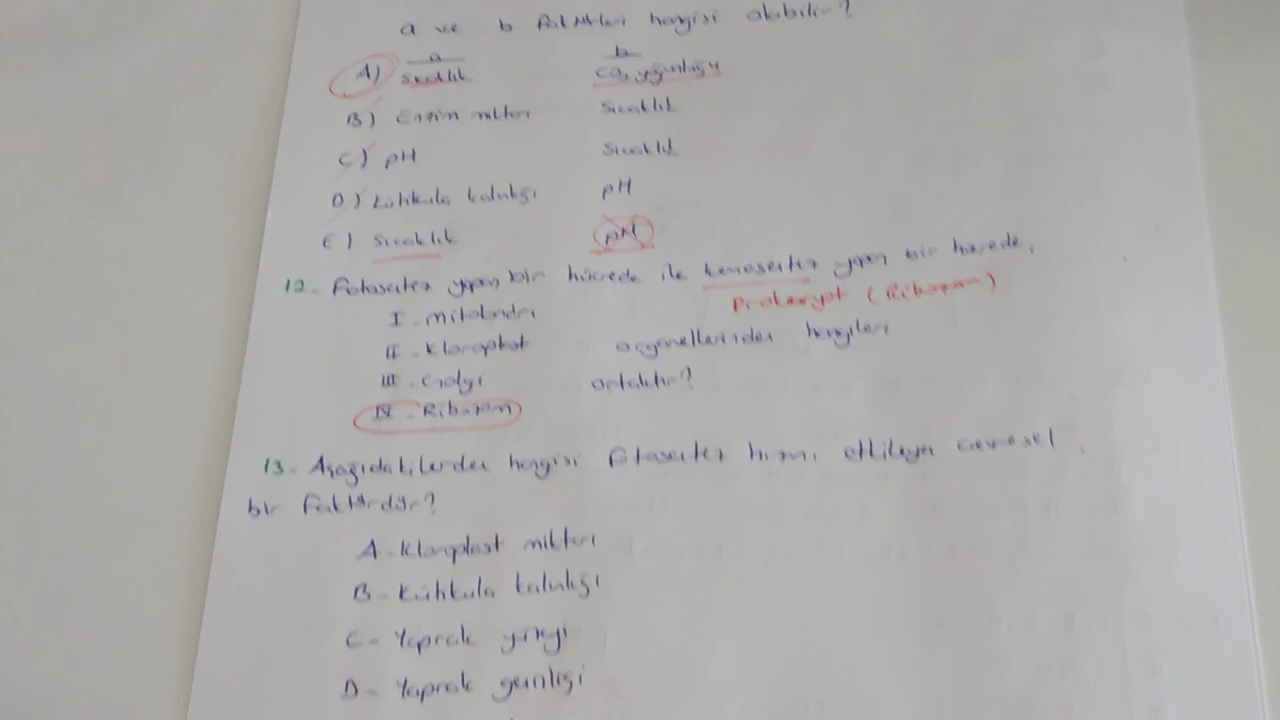 a ve b faktörleri hangisi olabilir?
a b
A) Sıcaklık CO₂ yoğunluğu
B) Enzim miktarı Sıcaklık
C) pH Sıcaklık
D) Kütikula kalınlığı pH
E) Sıcaklık pH
12- Fotosentez yapan bir hücrede ile kemosentez yapan bir hücrede,
Prokaryot (Ribozom)
I - mitokondri
II - Kloroplast organellerinden hangileri
III - Golgi ortaktır?
IV - Ribozom
13- Aşağıdakilerden hangisi fotosentez hızını etkileyen çevresel
bir faktördür?
A - Kloroplast miktarı
B - Kütikula kalınlığı
C - Yaprak yüzeyi
D - Yaprak genişliği